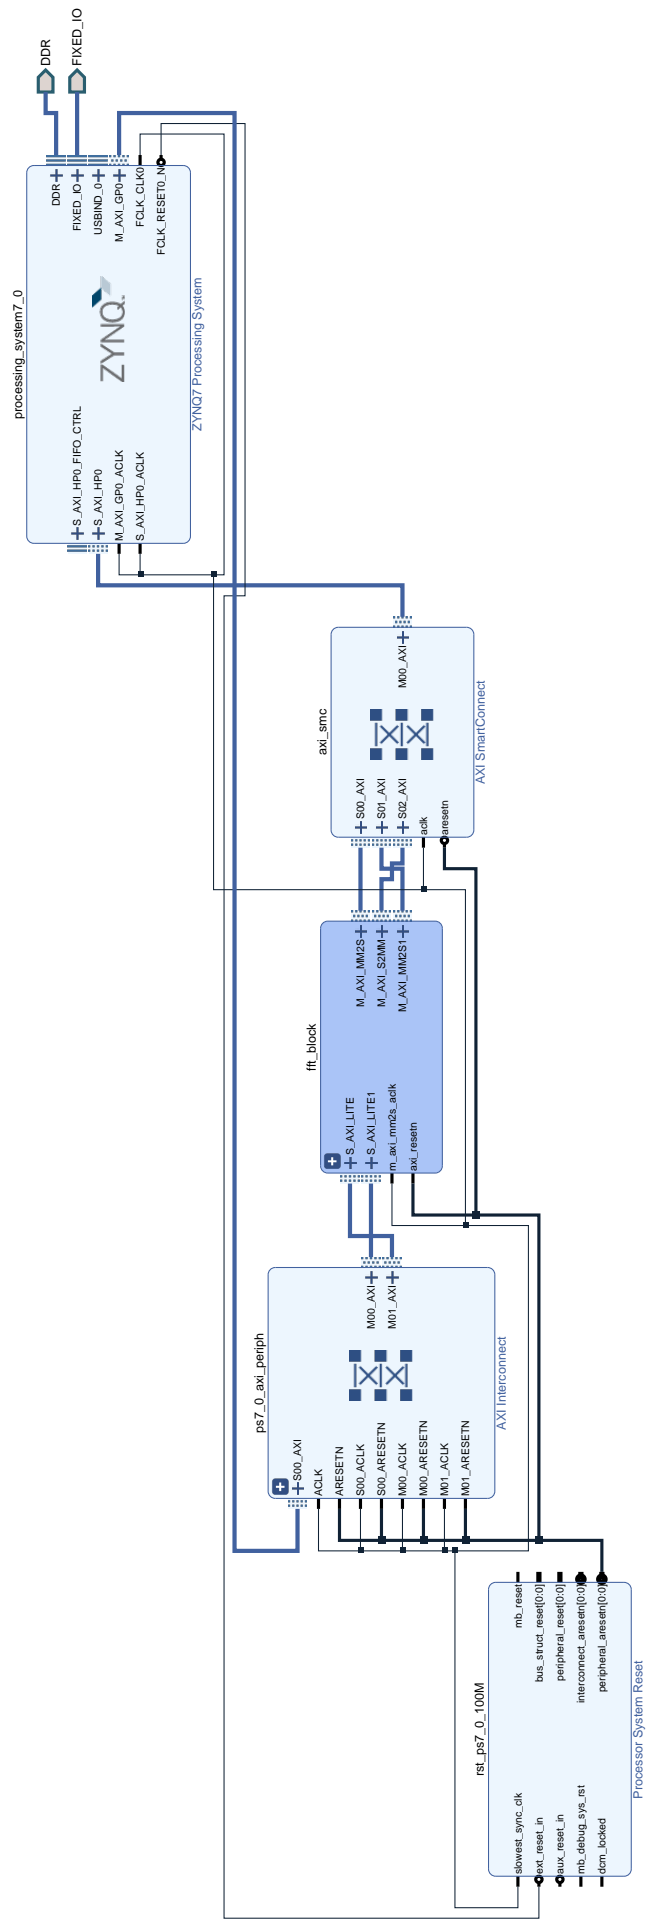 DDR
FIXED_IO
processing_system7_0
S_AXI_HP0_FIFO_CTRL
S_AXI_HP0
M_AXI_GP0_ACLK
S_AXI_HP0_ACLK
ZYNQ
DDR
FIXED_IO
USBIND_0
M_AXI_GP0
FCLK_CLK0
FCLK_RESET0_N
ZYNQ7 Processing System
axi_smc
S00_AXI
S01_AXI
S02_AXI
aclk
aresetn
M00_AXI
AXI SmartConnect
fft_block
S_AXI_LITE
S_AXI_LITE1
m_axi_mm2s_aclk
axi_resetn
M_AXI_MM2S
M_AXI_S2MM
M_AXI_MM2S1
ps7_0_axi_periph
S00_AXI
ACLK
ARESETN
S00_ACLK
S00_ARESETN
M00_ACLK
M00_ARESETN
M01_ACLK
M01_ARESETN
M00_AXI
M01_AXI
AXI Interconnect
rst_ps7_0_100M
slowest_sync_clk
ext_reset_in
aux_reset_in
mb_debug_sys_rst
dcm_locked
mb_reset
bus_struct_reset[0:0]
peripheral_reset[0:0]
interconnect_aresetn[0:0]
peripheral_aresetn[0:0]
Processor System Reset